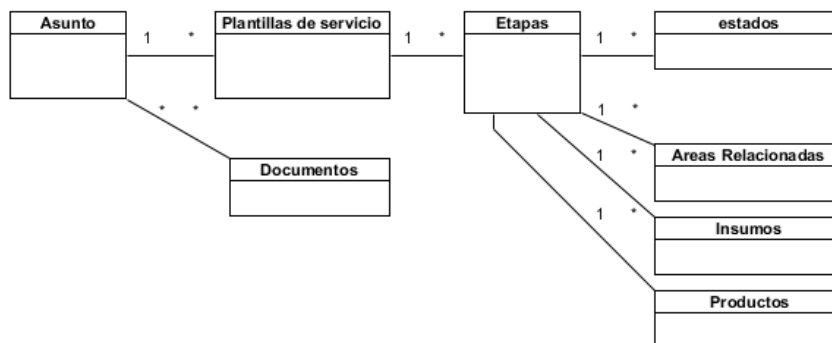 Asunto
1 *
Plantillas de servicio
1 *
Etapas
1 *
estados
* *
Documentos
1 *
Areas Relacionadas
1 *
Insumos
1 *
Productos